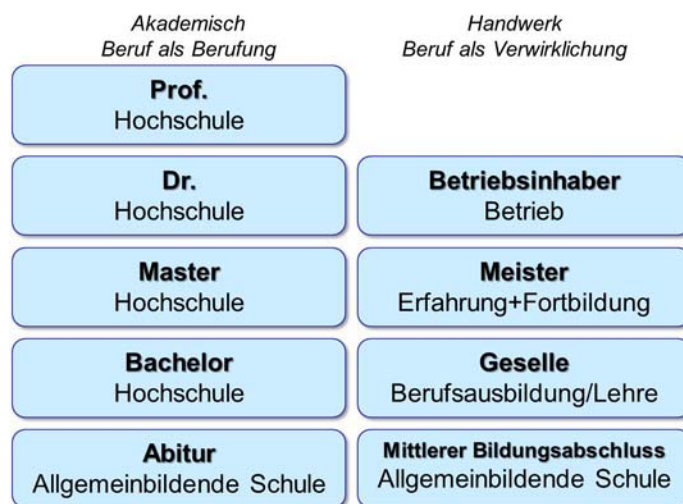 Akademisch
Beruf als Berufung
Handwerk
Beruf als Verwirklichung
Prof.
Hochschule
Dr.
Hochschule
Betriebsinhaber
Betrieb
Master
Hochschule
Meister
Erfahrung+Fortbildung
Bachelor
Hochschule
Geselle
Berufsausbildung/Lehre
Abitur
Allgemeinbildende Schule
Mittlerer Bildungsabschluss
Allgemeinbildende Schule